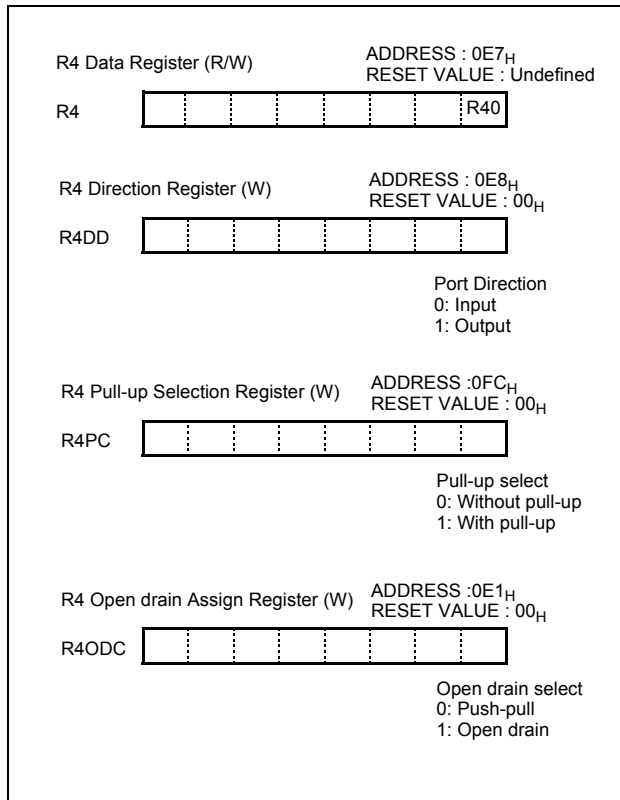 R4 Data Register (R/W)
ADDRESS : 0E7H
RESET VALUE : Undefined
R4
R40
R4 Direction Register (W)
ADDRESS : 0E8H
RESET VALUE : 00H
R4DD
Port Direction
0: Input
1: Output
R4 Pull-up Selection Register (W)
ADDRESS :0FCH
RESET VALUE : 00H
R4PC
Pull-up select
0: Without pull-up
1: With pull-up
R4 Open drain Assign Register (W)
ADDRESS :0E1H
RESET VALUE : 00H
R4ODC
Open drain select
0: Push-pull
1: Open drain